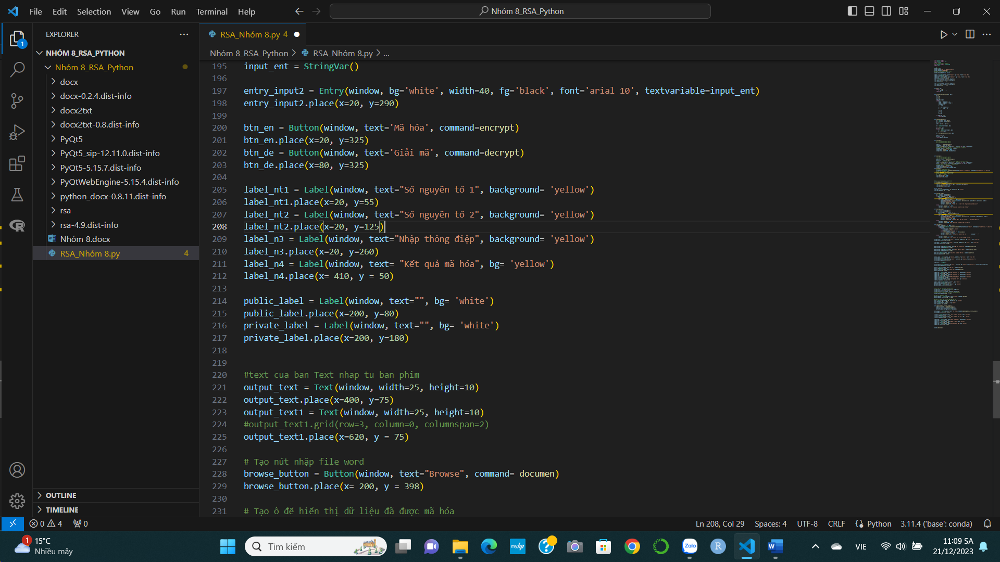 File Edit Selection View Go Run Terminal Help
Nhóm 8_RSA_Python
EXPLORER
NHÓM 8_RSA_PYTHON
Nhóm 8_RSA_Python
docx
docx-0.2.4.dist-info
docx2txt
docx2txt-0.8.dist-info
PyQt5
PyQt5_sip-12.11.0.dist-info
PyQt5-5.15.7.dist-info
PyQtWebEngine-5.15.4.dist-info
python_docx-0.8.11.dist-info
rsa
rsa-4.9.dist-info
Nhóm 8.docx
RSA_Nhóm 8.py 4
OUTLINE
TIMELINE
1
RSA_Nhóm 8.py 4
Nhóm 8_RSA_Python > RSA_Nhóm 8.py > ...
195 input_ent = StringVar()
196
197 entry_input2 = Entry(window, bg='white', width=40, fg='black', font='arial 10', textvariable=input_ent)
198 entry_input2.place(x=20, y=290)
199
200 btn_en = Button(window, text='Mã hóa', command=encrypt)
201 btn_en.place(x=20, y=325)
202 btn_de = Button(window, text='Giải mã', command=decrypt)
203 btn_de.place(x=80, y=325)
204
205 label_nt1 = Label(window, text="Số nguyên tố 1", background= 'yellow')
206 label_nt1.place(x=20, y=55)
207 label_nt2 = Label(window, text="Số nguyên tố 2", background= 'yellow')
208 label_nt2.place(x=20, y=125)
209 label_n3 = Label(window, text="Nhập thông điệp", background= 'yellow')
210 label_n3.place(x=20, y=260)
211 label_n4 = Label(window, text= "Kết quả mã hóa", bg= 'yellow')
212 label_n4.place(x= 410, y = 50)
213
214 public_label = Label(window, text="", bg= 'white')
215 public_label.place(x=200, y=80)
216 private_label = Label(window, text="", bg= 'white')
217 private_label.place(x=200, y=180)
218
219
220 #text cua ban Text nhap tu ban phim
221 output_text = Text(window, width=25, height=10)
222 output_text.place(x=400, y=75)
223 output_text1 = Text(window, width=25, height=10)
224 #output_text1.grid(row=3, column=0, columnspan=2)
225 output_text1.place(x=620, y = 75)
226
227 # Tạo nút nhập file word
228 browse_button = Button(window, text="Browse", command= documen)
229 browse_button.place(x= 200, y = 398)
230
231 # Tạo ô để hiển thị dữ liệu đã được mã hóa
0 4 0
Ln 208, Col 29 Spaces: 4 UTF-8 CRLF Python 3.11.4 ('base': conda)
1
15°C
Nhiều mây
Tìm kiếm
myhp
Zalo
R
W
VIE
11:09 SA
21/12/2023